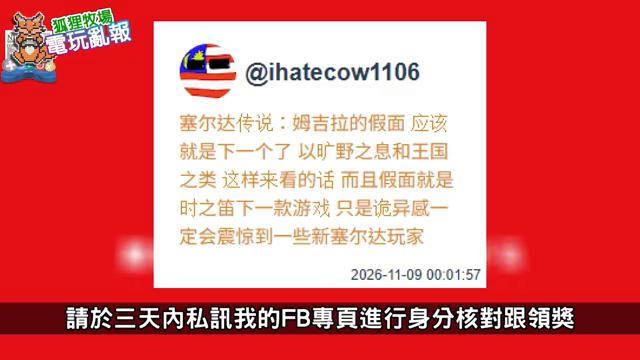 狐狸牧場
電玩亂報
@ihatecow1106
塞尔达传说：姆吉拉的假面 应该
就是下一个了 以旷野之息和王国
之类 这样来看的话 而且假面就是
时之笛下一款游戏 只是诡异感一
定会震惊到一些新塞尔达玩家
2026-11-09 00:01:57
請於三天內私訊我的FB專頁進行身分核對跟領獎